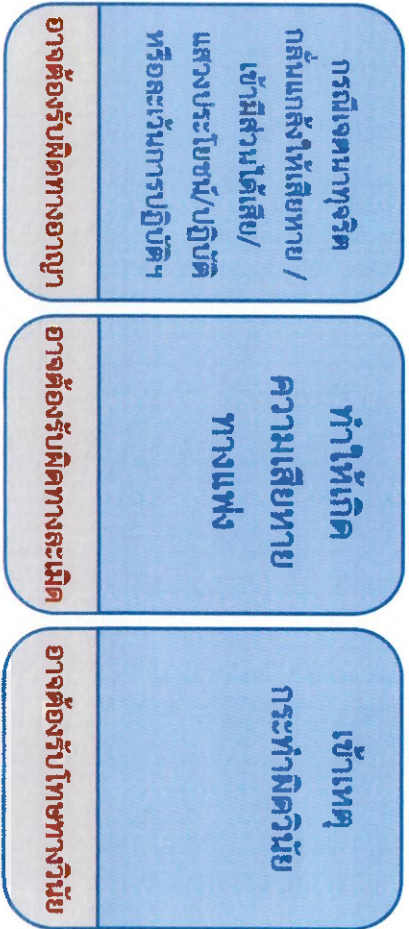 กรณีเจตนาทุจริต
กลั่นแกล้งให้เสียหาย /
เข้ามีส่วนได้เสีย/
แสวงประโยชน์/ปฏิบัติ
หรือละเว้นการปฏิบัติฯ
อาจต้องรับผิดทางอาญา
ทำให้เกิด
ความเสียหาย
ทางแพ่ง
อาจต้องรับผิดทางละเมิด
เข้าเหตุ
กระทำผิดวินัย
อาจต้องรับโทษทางวินัย